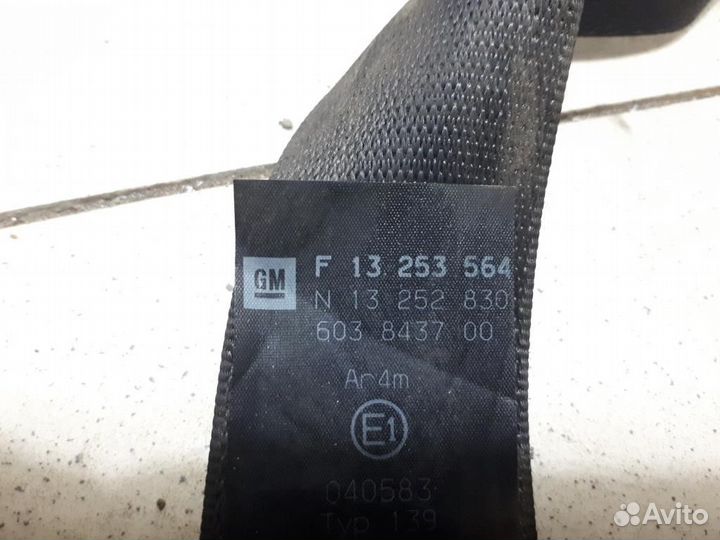 GM
F 13 253 564
N 13 252 830
603 8437 00
Ar4m
E1
040583
Typ 139
Avito